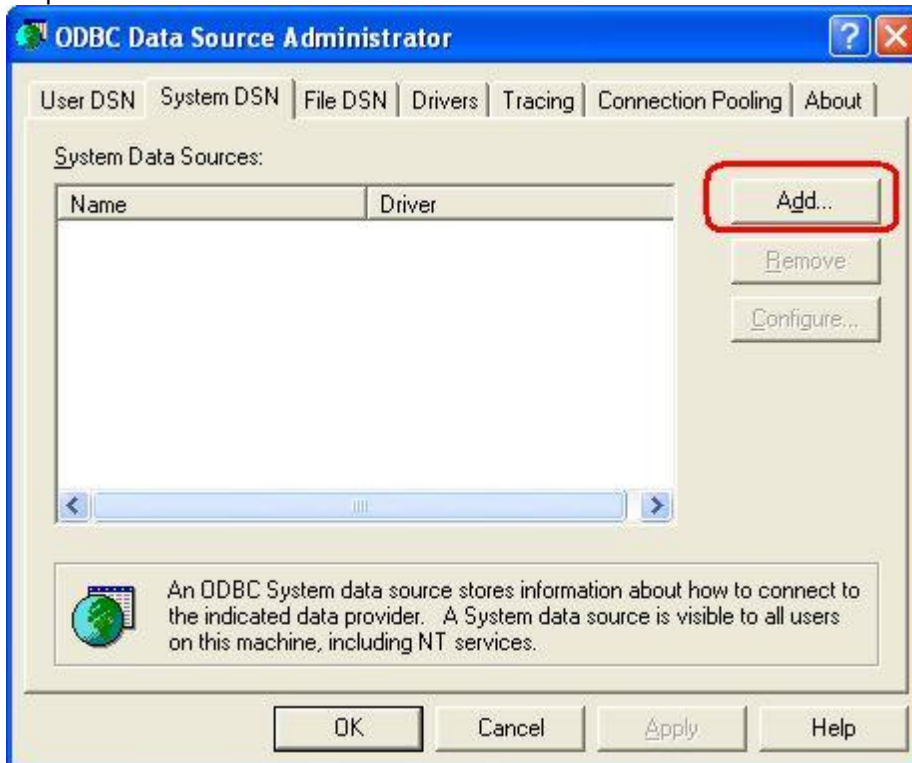 ODBC Data Source Administrator
User DSN System DSN File DSN Drivers Tracing Connection Pooling About
System Data Sources:
Name Driver
Add...
Remove
Configure...
An ODBC System data source stores information about how to connect to
the indicated data provider. A System data source is visible to all users
on this machine, including NT services.
OK Cancel Apply Help